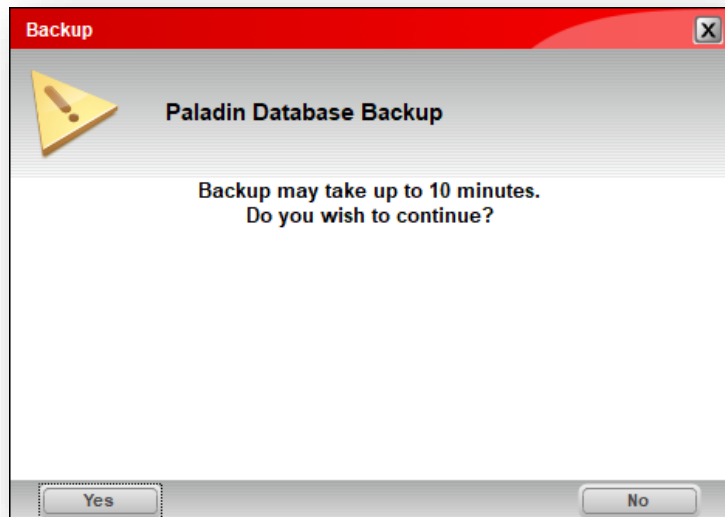 Backup
Paladin Database Backup
Backup may take up to 10 minutes.
Do you wish to continue?
Yes
No